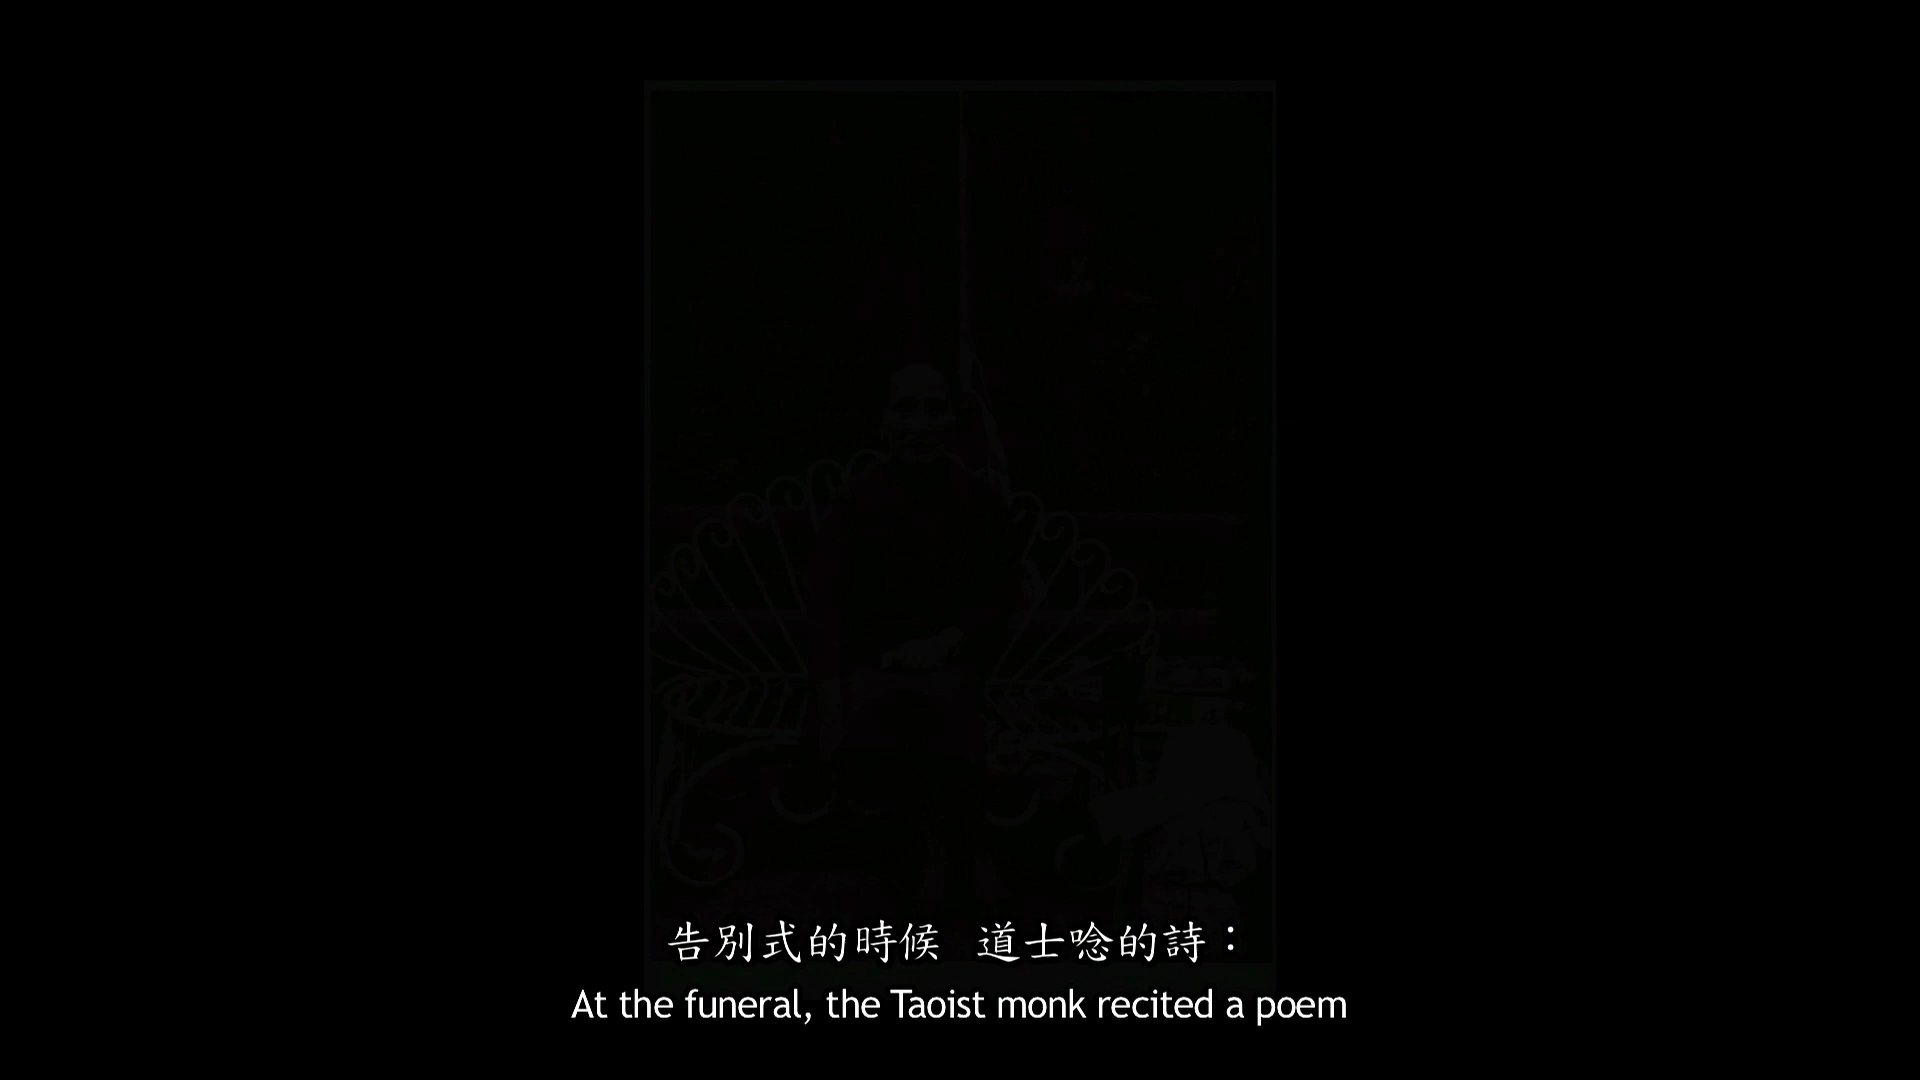 告別式的時候 道士唸的詩：
At the funeral, the Taoist monk recited a poem